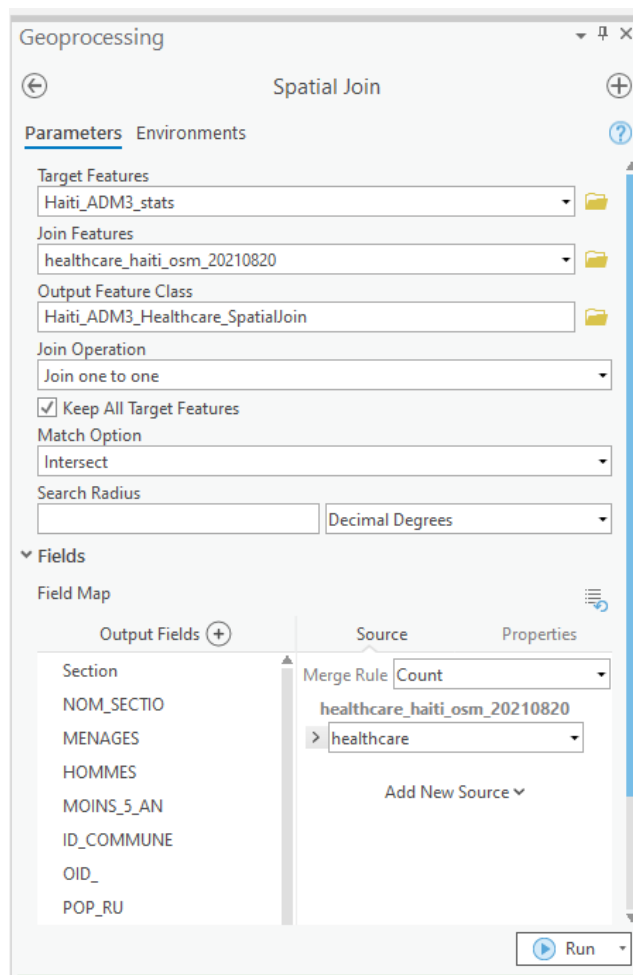 Geoprocessing
Spatial Join
Parameters Environments
Target Features
Haiti_ADM3_stats
Join Features
healthcare_haiti_osm_20210820
Output Feature Class
Haiti_ADM3_Healthcare_SpatialJoin
Join Operation
Join one to one
Keep All Target Features
Match Option
Intersect
Search Radius
Decimal Degrees
Fields
Field Map
Output Fields Source Properties
Section
Merge Rule Count
NOM_SECTIO
healthcare_haiti_osm_20210820
MENAGES
healthcare
HOMMES
Add New Source
MOINS_5_AN
ID_COMMUNE
OID_
POP_RU
Run